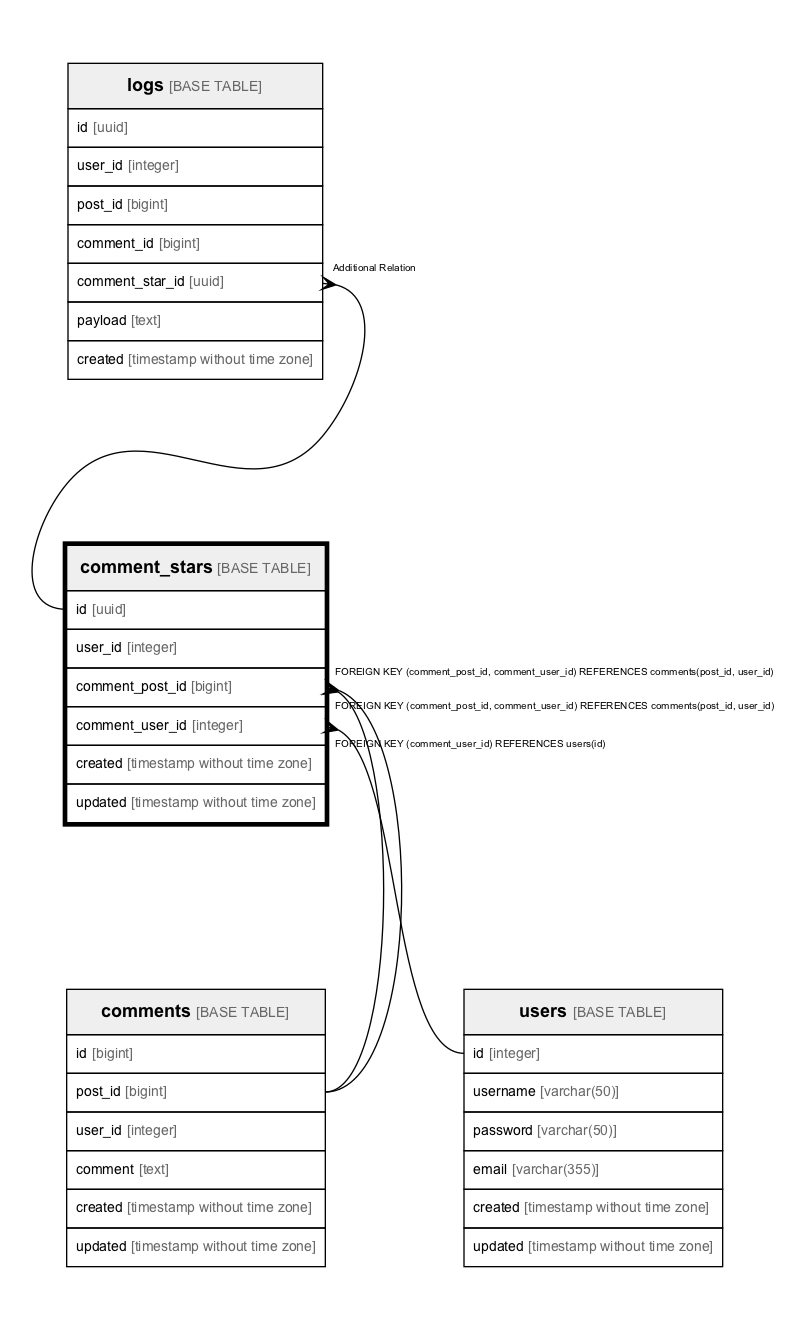 logs [BASE TABLE]
id [uuid]
user_id [integer]
post_id [bigint]
comment_id [bigint]
Additional Relation
comment_star_id [uuid]
payload [text]
created [timestamp without time zone]
comment_stars [BASE TABLE]
id [uuid]
user_id [integer]
FOREIGN KEY (comment_post_id, comment_user_id) REFERENCES comments(post_id, user_id)
comment_post_id [bigint]
FOREIGN KEY (comment_post_id, comment_user_id) REFERENCES comments(post_id, user_id)
comment_user_id [integer]
FOREIGN KEY (comment_user_id) REFERENCES users(id)
created [timestamp without time zone]
updated [timestamp without time zone]
comments [BASE TABLE]
id [bigint]
post_id [bigint]
user_id [integer]
comment [text]
created [timestamp without time zone]
updated [timestamp without time zone]
users [BASE TABLE]
id [integer]
username [varchar(50)]
password [varchar(50)]
email [varchar(355)]
created [timestamp without time zone]
updated [timestamp without time zone]